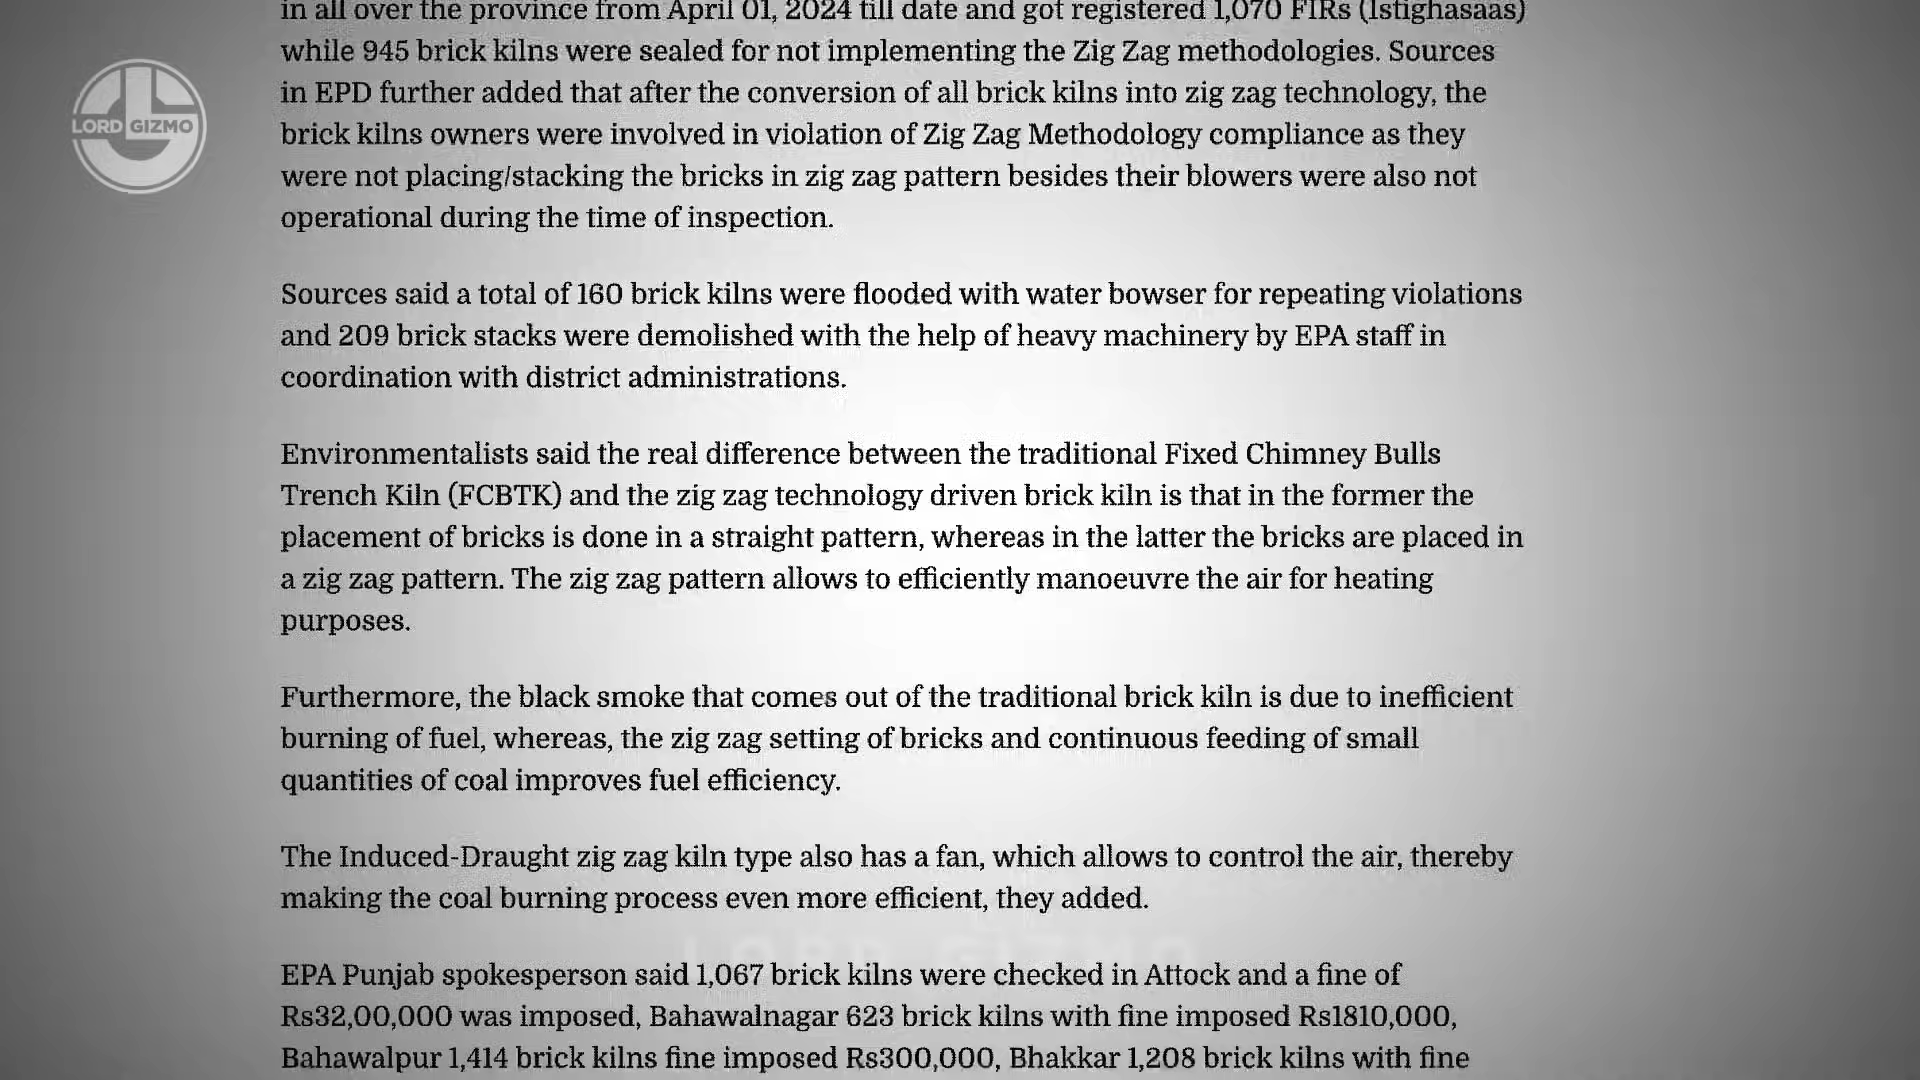 in all over the province from April 01, 2024 till date and got registered 1,070 FIRs (Istighasaas)
while 945 brick kilns were sealed for not implementing the Zig Zag methodologies. Sources
in EPD further added that after the conversion of all brick kilns into zig zag technology, the
brick kilns owners were involved in violation of Zig Zag Methodology compliance as they
were not placing/stacking the bricks in zig zag pattern besides their blowers were also not
operational during the time of inspection.
Sources said a total of 160 brick kilns were flooded with water bowser for repeating violations
and 209 brick stacks were demolished with the help of heavy machinery by EPA staff in
coordination with district administrations.
Environmentalists said the real difference between the traditional Fixed Chimney Bulls
Trench Kiln (FCBTK) and the zig zag technology driven brick kiln is that in the former the
placement of bricks is done in a straight pattern, whereas in the latter the bricks are placed in
a zig zag pattern. The zig zag pattern allows to efficiently manoeuvre the air for heating
purposes.
Furthermore, the black smoke that comes out of the traditional brick kiln is due to inefficient
burning of fuel, whereas, the zig zag setting of bricks and continuous feeding of small
quantities of coal improves fuel efficiency.
The Induced-Draught zig zag kiln type also has a fan, which allows to control the air, thereby
making the coal burning process even more efficient, they added.
EPA Punjab spokesperson said 1,067 brick kilns were checked in Attock and a fine of
Rs32,00,000 was imposed, Bahawalnagar 623 brick kilns with fine imposed Rs1810,000,
Bahawalpur 1,414 brick kilns fine imposed Rs300,000, Bhakkar 1,208 brick kilns with fine
LORD GIZMO
LORD GIZMO